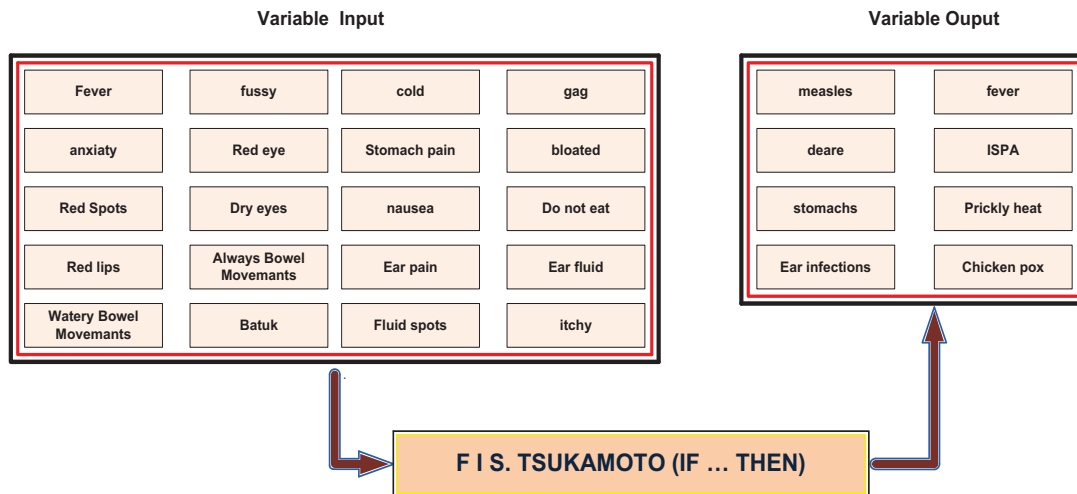 Variable  Input
Variable Ouput
Fever
fussy
cold
gag
anxiaty
Red eye
Stomach pain
bloated
Red Spots
Dry eyes
nausea
Do not eat
Red lips
Always Bowel
Movemants
Ear pain
Ear fluid
Watery Bowel
Movemants
Batuk
Fluid spots
itchy
measles
fever
deare
ISPA
stomachs
Prickly heat
Ear infections
Chicken pox
.
F I S. TSUKAMOTO (IF … THEN)